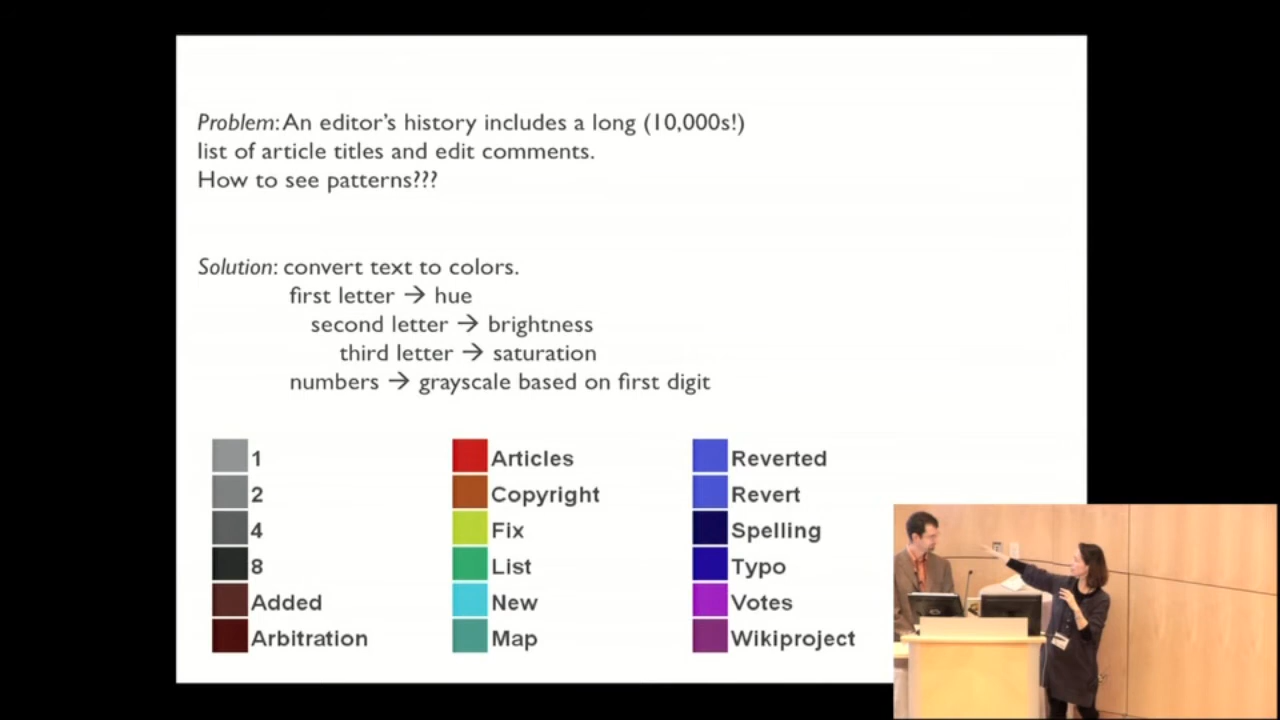 Problem: An editor's history includes a long (10,000s!)
list of article titles and edit comments.
How to see patterns???
Solution: convert text to colors.
first letter → hue
second letter → brightness
third letter → saturation
numbers → grayscale based on first digit
1
2
4
8
Added
Arbitration
Articles
Copyright
Fix
List
New
Map
Reverted
Revert
Spelling
Typo
Votes
Wikiproject